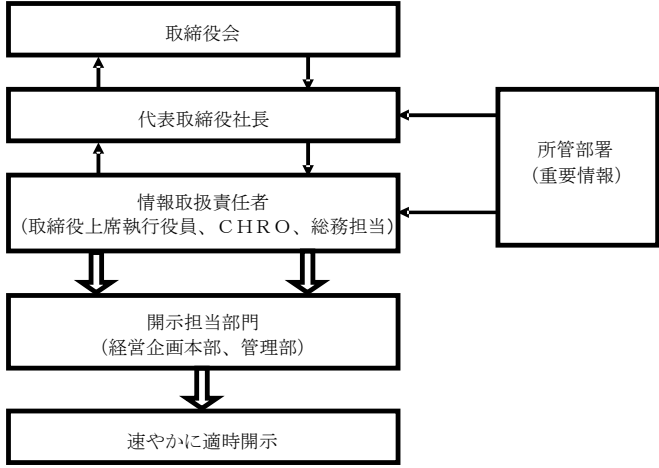 取締役会
代表取締役社長
所管部署
（重要情報）
情報取扱責任者
（取締役上席執行役員、ＣＨＲＯ、総務担当）
開示担当部門
（経営企画本部、管理部）
速やかに適時開示